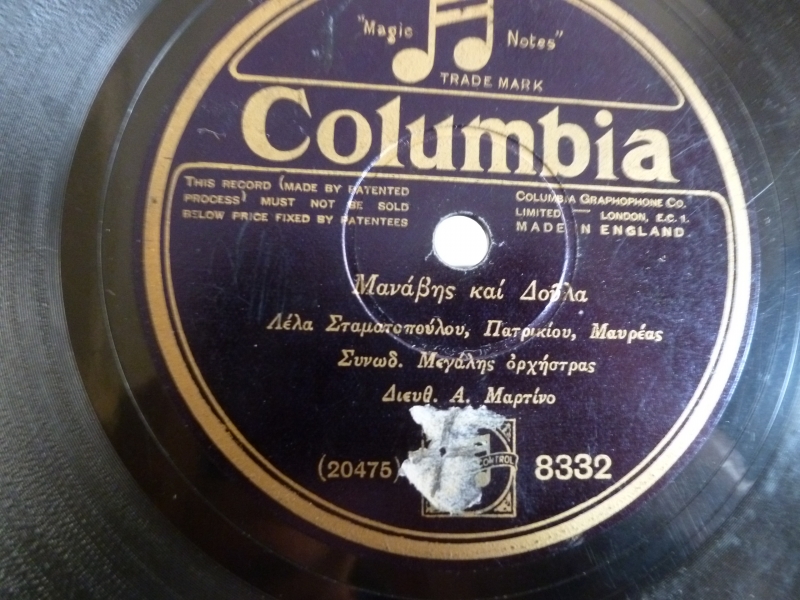 "Magic Notes"
TRADE MARK
Columbia
THIS RECORD (MADE BY PATENTED
PROCESS) MUST NOT BE SOLD
BELOW PRICE FIXED BY PATENTEES
COLUMBIA GRAPHOPHONE CO.
LIMITED — LONDON, E.C.1.
MADE IN ENGLAND
Μανάβης καί Δούλα
Λέλα Σταματοπούλου, Πατρικίου, Μαυρέας
Συνωδ. Μεγάλης ὀρχήστρας
Διευθ. Α. Μαρτίνο
(20475)
CONTROL
8332